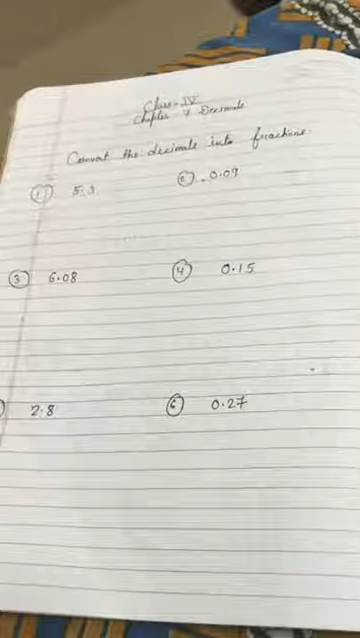 Class - IV
Chapter 7 Decimals
Convert the decimals into fractions.
① 5.3 ② 0.09
③ 6.08 ④ 0.15
2.8 ⑥ 0.27